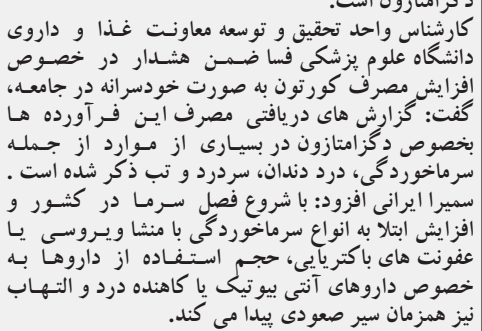 دگزامتازون است.
کارشناس واحد تحقیق و توسعه معاونت غذا و داروی
دانشگاه علوم پزشکی فسا ضمن هشدار در خصوص
افزایش مصرف کورتون به صورت خودسرانه در جامعه،
گفت: گزارش های دریافتی مصرف این فرآورده ها
بخصوص دگزامتازون در بسیاری از موارد از جمله
سرماخوردگی، درد دندان، سردرد و تب ذکر شده است .
سمیرا ایرانی افزود: با شروع فصل سرما در کشور و
افزایش ابتلا به انواع سرماخوردگی با منشا ویروسی یا
عفونت های باکتریایی، حجم استفاده از داروها به
خصوص داروهای آنتی بیوتیک یا کاهنده درد و التهاب
نیز همزمان سیر صعودی پیدا می کند.